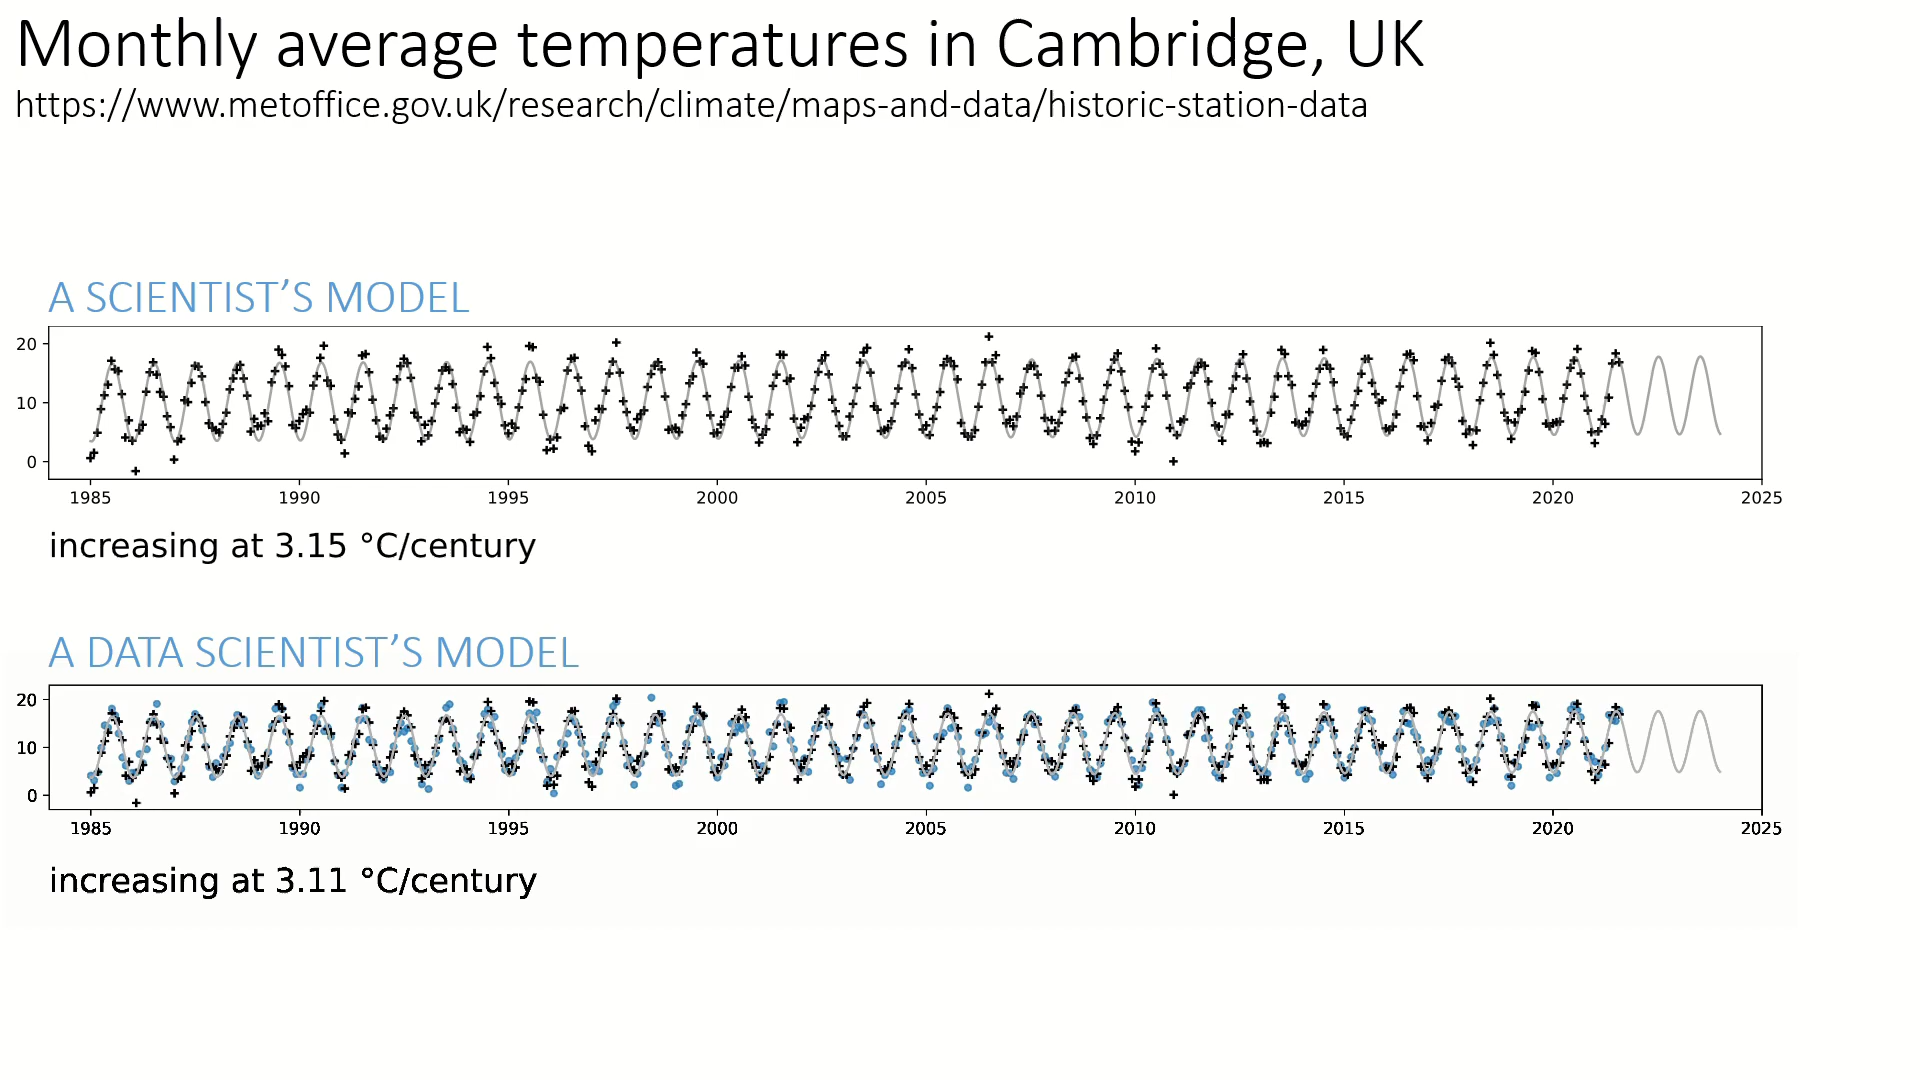 Monthly average temperatures in Cambridge, UK
https://www.metoffice.gov.uk/research/climate/maps-and-data/historic-station-data
A SCIENTIST’S MODEL
20
10
0
1985 1990 1995 2000 2005 2010 2015 2020 2025
increasing at 3.15 °C/century
A DATA SCIENTIST’S MODEL
20
10
0
1985 1990 1995 2000 2005 2010 2015 2020 2025
increasing at 3.11 °C/century